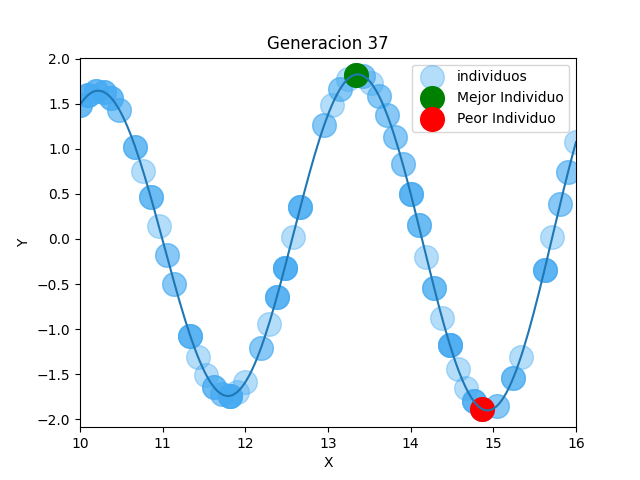 Generacion 37
individuos
Mejor Individuo
Peor Individuo
2.0
1.5
1.0
0.5
0.0
−0.5
−1.0
−1.5
−2.0
Y
10 11 12 13 14 15 16
X